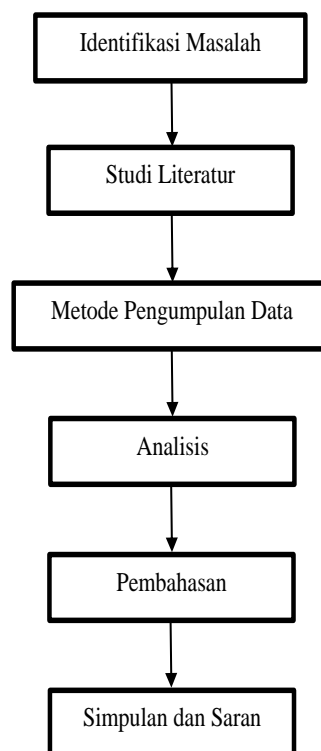 Identifikasi Masalah
Studi Literatur
Metode Pengumpulan Data
Analisis
Pembahasan
Simpulan dan Saran